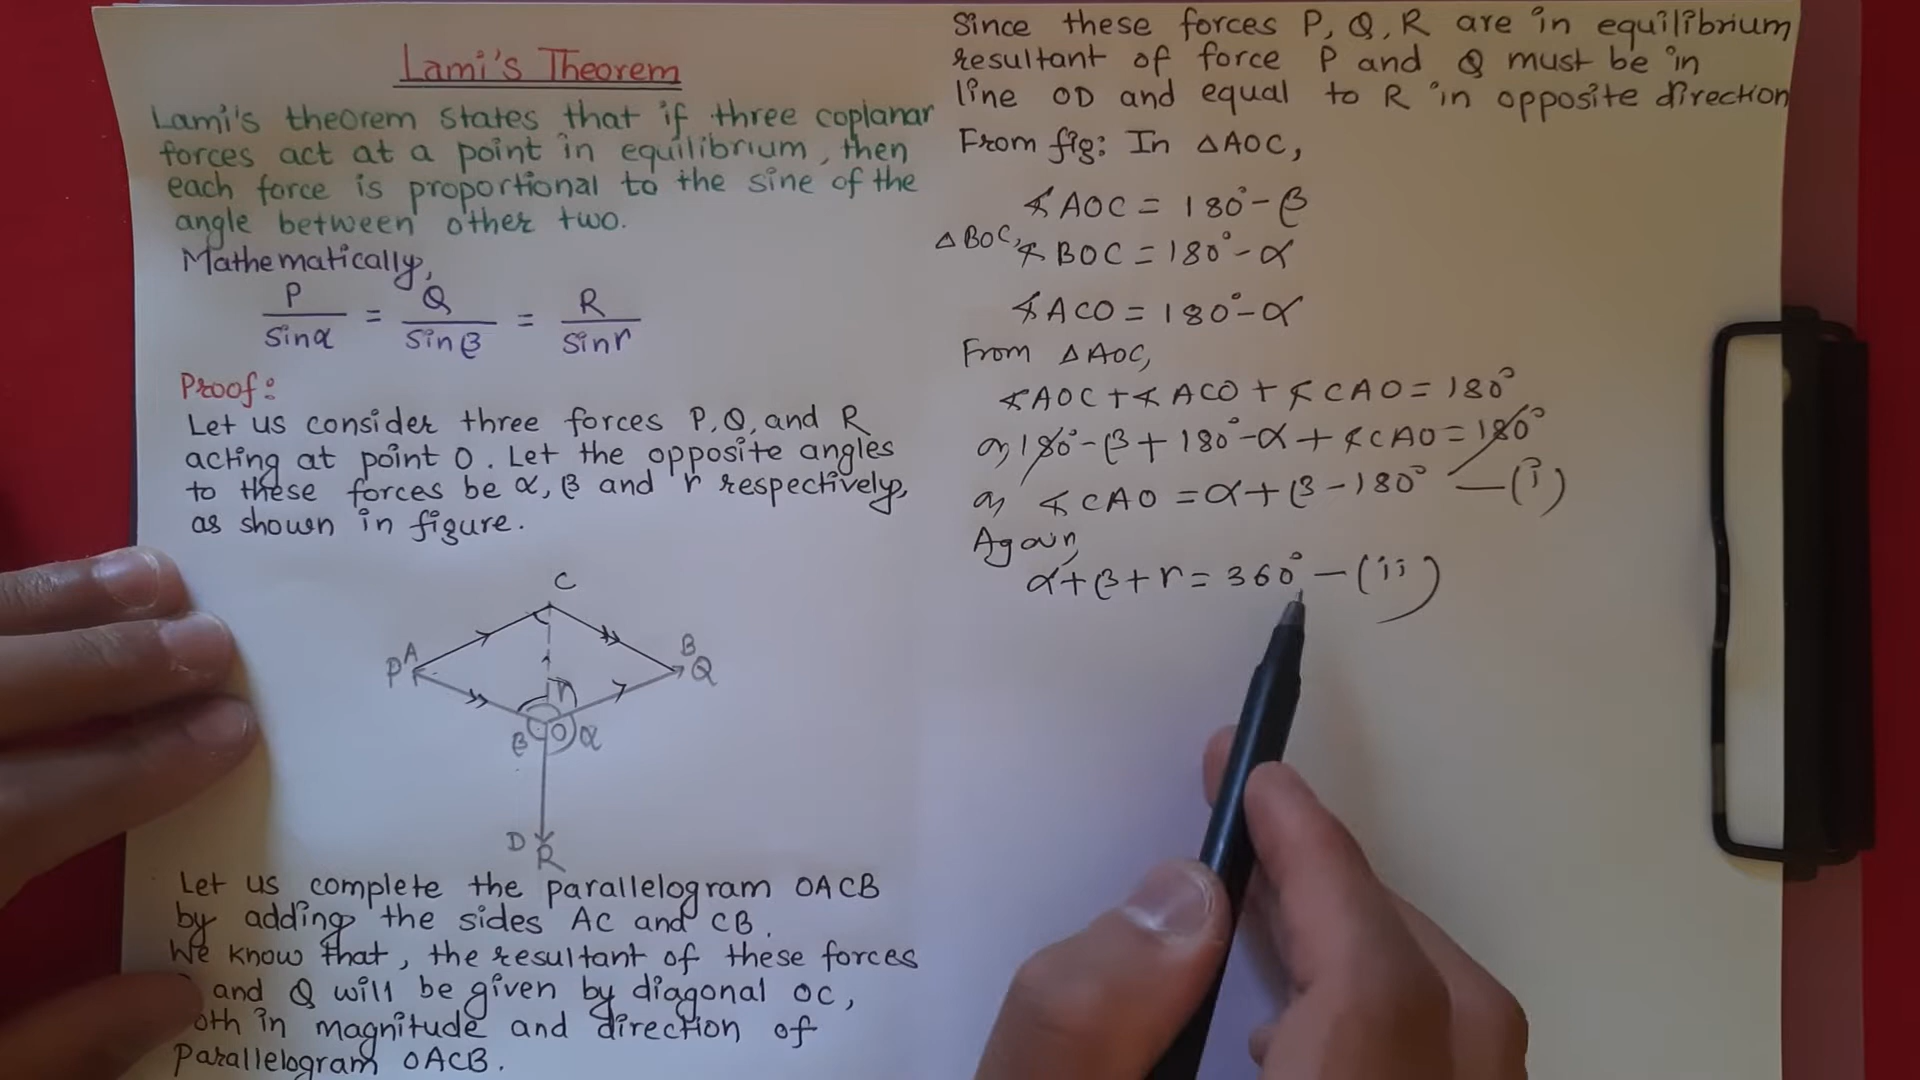 Lami's Theorem
Lami's theorem states that if three coplanar
forces act at a point in equilibrium, then
each force is proportional to the sine of the
angle between other two.
Mathematically,
P/sinα = Q/sinβ = R/sinr
Proof:
Let us consider three forces P, Q, and R
acting at point O. Let the opposite angles
to these forces be α, β and r respectively,
as shown in figure.
C
P A
B Q
r
β O α
D R
Let us complete the parallelogram OACB
by adding the sides AC and CB.
We know that, the resultant of these forces
and Q will be given by diagonal OC,
oth in magnitude and direction of
parallelogram OACB.
Since these forces P, Q, R are in equilibrium
resultant of force P and Q must be in
line OD and equal to R in opposite direction
From fig: In △AOC,
∡AOC = 180° - β
△BOC, ∡BOC = 180° - α
∡ACO = 180° - α
From △AOC,
∡AOC + ∡ACO + ∡CAO = 180°
or, 180° - β + 180° - α + ∡CAO = 180°
or, ∡CAO = α + β - 180° — (i)
Again,
α + β + r = 360° — (ii)